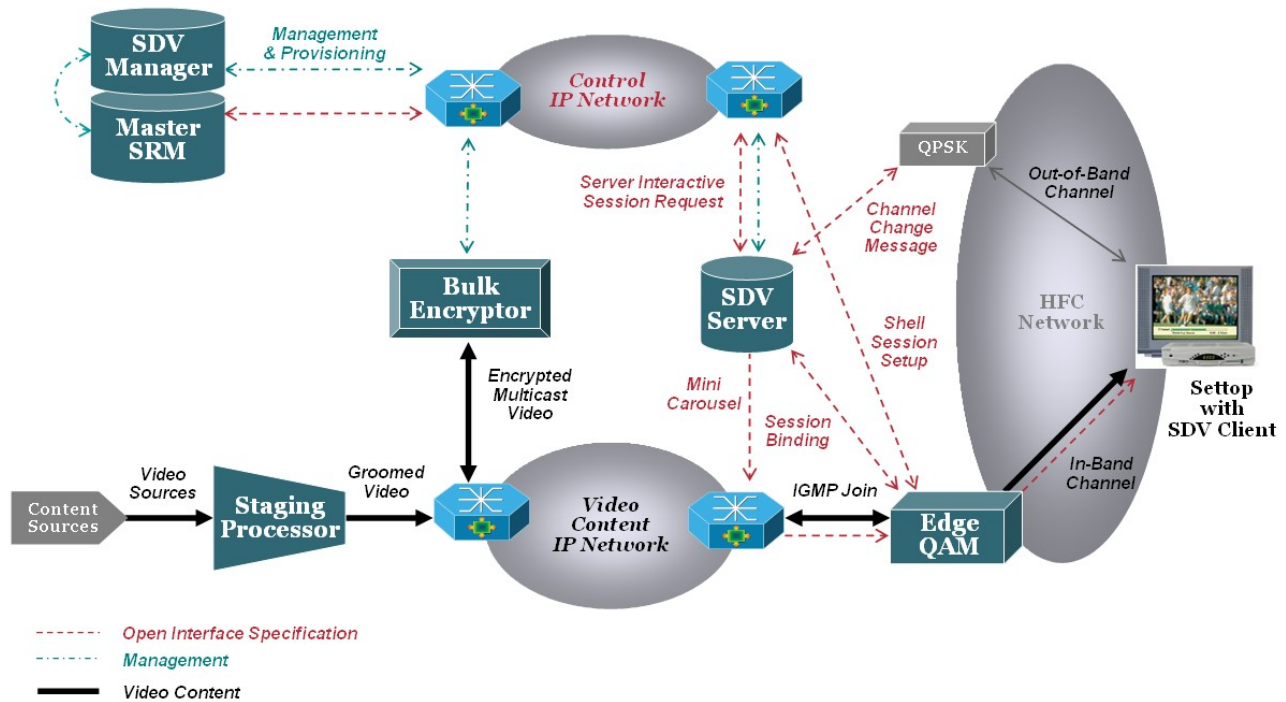 SDV
Manager
Master
SRM
Management
& Provisioning
Control
IP Network
QPSK
Out-of-Band
Channel
Server Interactive
Session Request
Channel
Change
Message
Bulk
Encryptor
SDV
Server
HFC
Network
Shell
Session
Setup
Encrypted
Multicast
Video
Mini
Carousel
Session
Binding
Settop
with
SDV Client
In-Band
Channel
Content
Sources
Video
Sources
Staging
Processor
Groomed
Video
Video
Content
IP Network
IGMP Join
Edge
QAM
Open Interface Specification
Management
Video Content